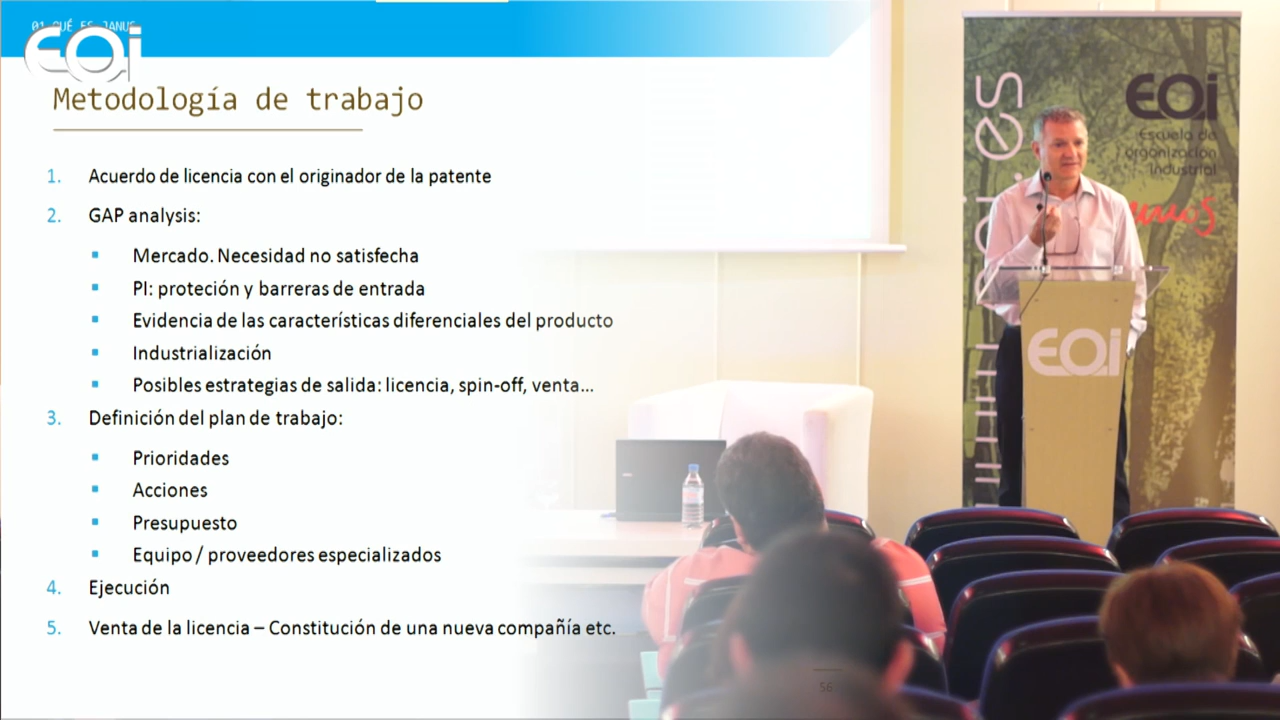 01 QUÉ ES JANUS
EOi
Metodología de trabajo
1. Acuerdo de licencia con el originador de la patente
2. GAP analysis:
▪ Mercado. Necesidad no satisfecha
▪ PI: proteción y barreras de entrada
▪ Evidencia de las características diferenciales del producto
▪ Industrialización
▪ Posibles estrategias de salida: licencia, spin-off, venta...
3. Definición del plan de trabajo:
▪ Prioridades
▪ Acciones
▪ Presupuesto
▪ Equipo / proveedores especializados
4. Ejecución
5. Venta de la licencia – Constitución de una nueva compañía etc.
56
EOi
Escuela de
organización
industrial
EOi